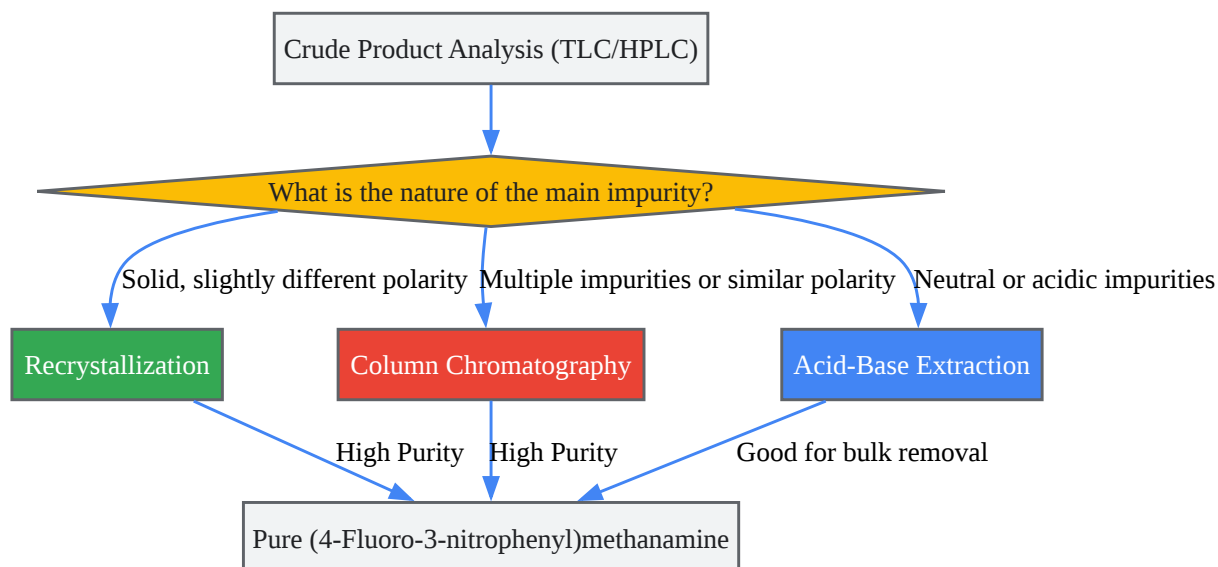 Crude Product Analysis (TLC/HPLC)
What is the nature of the main impurity?
Solid, slightly different polarity
Multiple impurities or similar polarity
Neutral or acidic impurities
Recrystallization
Column Chromatography
Acid-Base Extraction
High Purity
High Purity
Good for bulk removal
Pure (4-Fluoro-3-nitrophenyl)methanamine